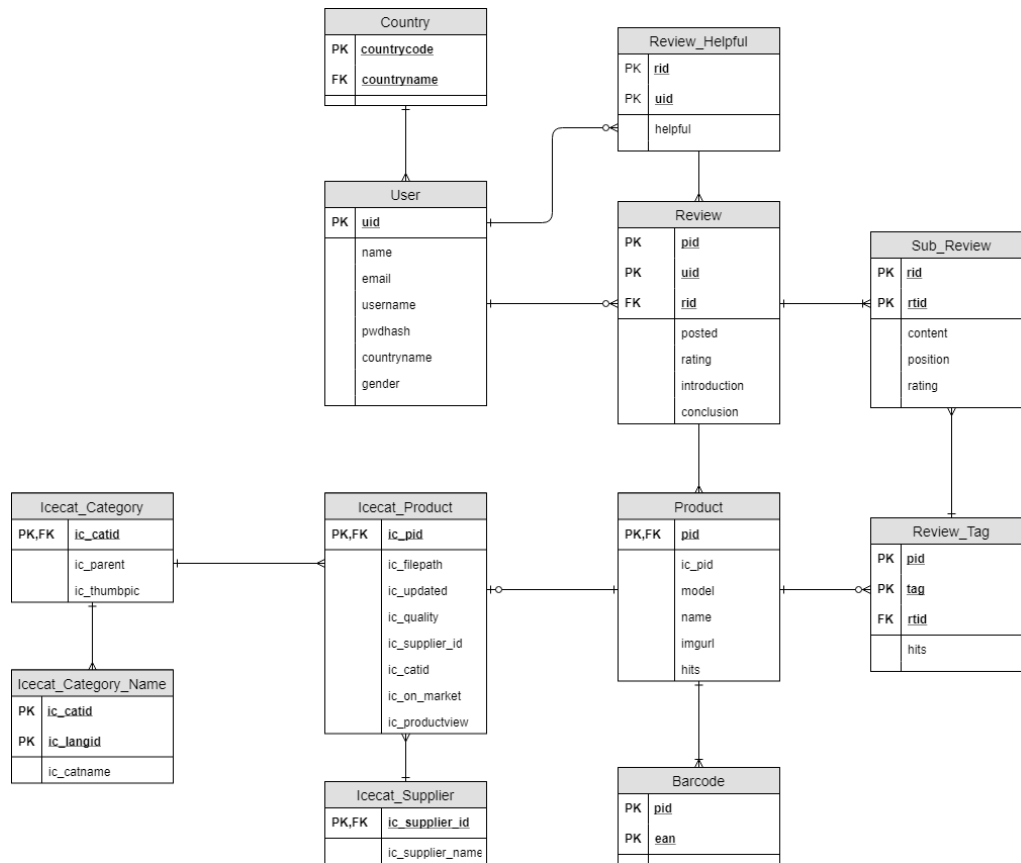 Country
PK countrycode
FK countryname
Review_Helpful
PK rid
PK uid
helpful
User
PK uid
name
email
username
pwdhash
countryname
gender
Review
PK pid
PK uid
FK rid
posted
rating
introduction
conclusion
Sub_Review
PK rid
PK rtid
content
position
rating
Icecat_Category
PK,FK ic_catid
ic_parent
ic_thumbpic
Icecat_Product
PK,FK ic_pid
ic_filepath
ic_updated
ic_quality
ic_supplier_id
ic_catid
ic_on_market
ic_productview
Product
PK,FK pid
ic_pid
model
name
imgurl
hits
Review_Tag
PK pid
PK tag
FK rtid
hits
Icecat_Category_Name
PK ic_catid
PK ic_langid
ic_catname
Icecat_Supplier
PK,FK ic_supplier_id
ic_supplier_name
Barcode
PK pid
PK ean